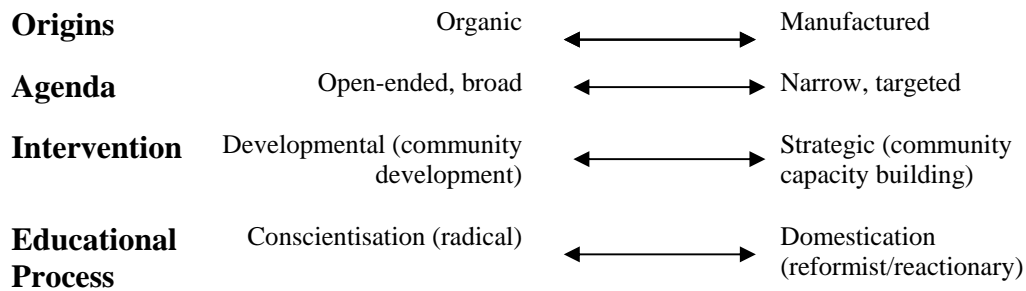 Origins Organic Manufactured
Agenda Open-ended, broad Narrow, targeted
Intervention Developmental (community Strategic (community
development) capacity building)
Educational Conscientisation (radical) Domestication
Process (reformist/reactionary)